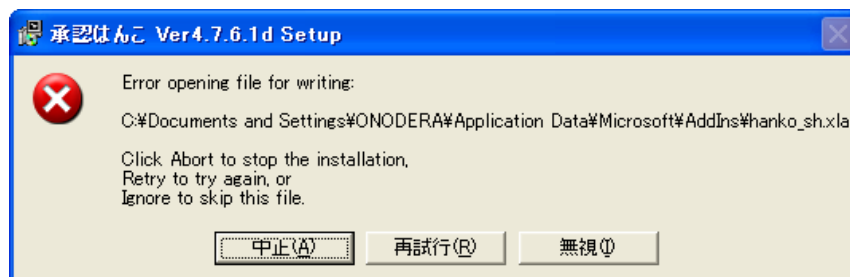 承認はんこ Ver4.7.6.1d Setup
Error opening file for writing:
C:¥Documents and Settings¥ONODERA¥Application Data¥Microsoft¥AddIns¥hanko_sh.xla
Click Abort to stop the installation,
Retry to try again, or
Ignore to skip this file.
中止(A) 再試行(R) 無視(I)